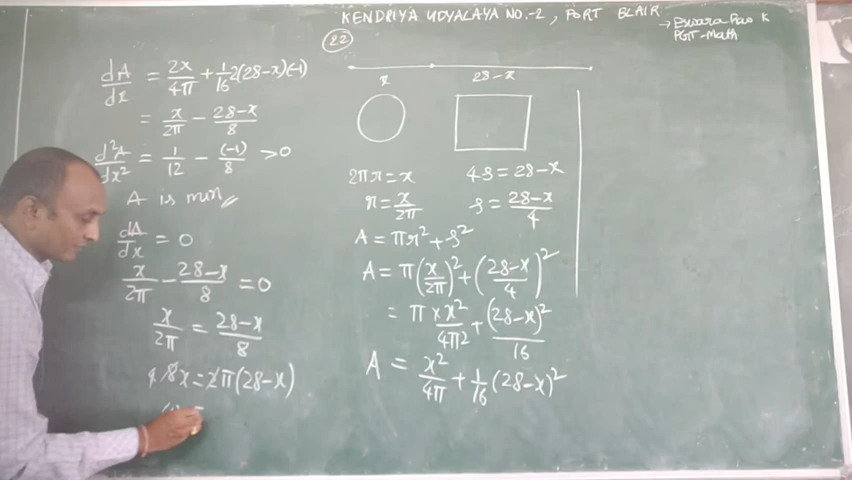 KENDRIYA VIDYALAYA NO.-2, PORT BLAIR
→ Eswara Rao K
PGT-Math
22
x 28-x
2πr = x 4s = 28-x
r = x/2π s = (28-x)/4
A = πr² + s²
A = π(x/2π)² + ((28-x)/4)²
= π × x²/4π2 + (28-x)²/16
A = x²/4π + 1/16 (28-x)²
dA/dx = 2x/4π + 1/16 2(28-x)(-1)
= x/2π - (28-x)/8
d²A/dx² = 1/12 - (-1)/8 >0
A is min
dA/dx = 0
x/2π - (28-x)/8 = 0
x/2π = (28-x)/8
4 8x = 2π(28-x)